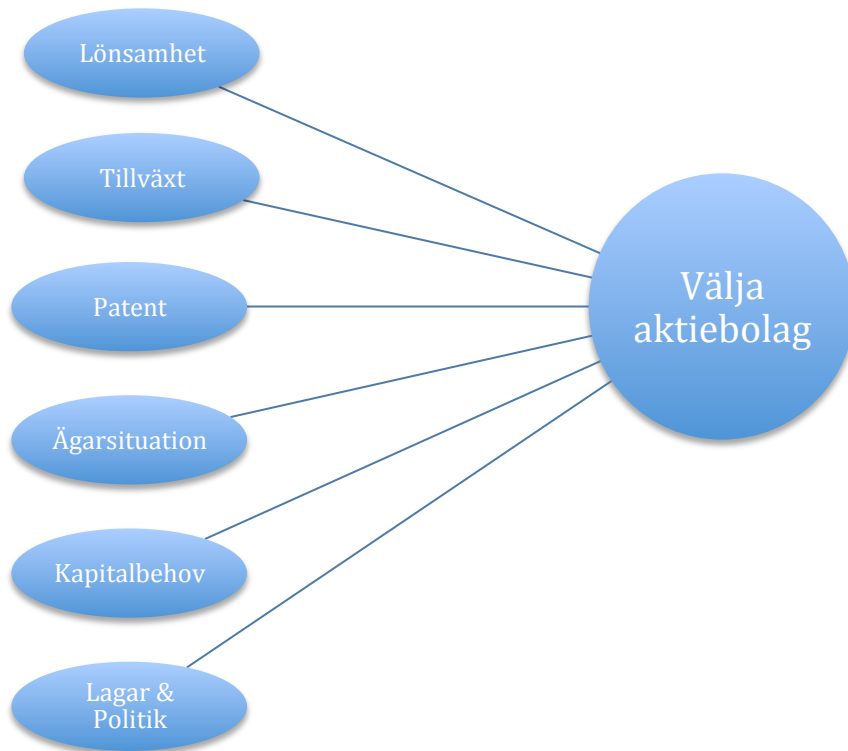 Lönsamhet
Tillväxt
Patent
Ägarsituation
Kapitalbehov
Lagar &
Politik
Välja
aktiebolag